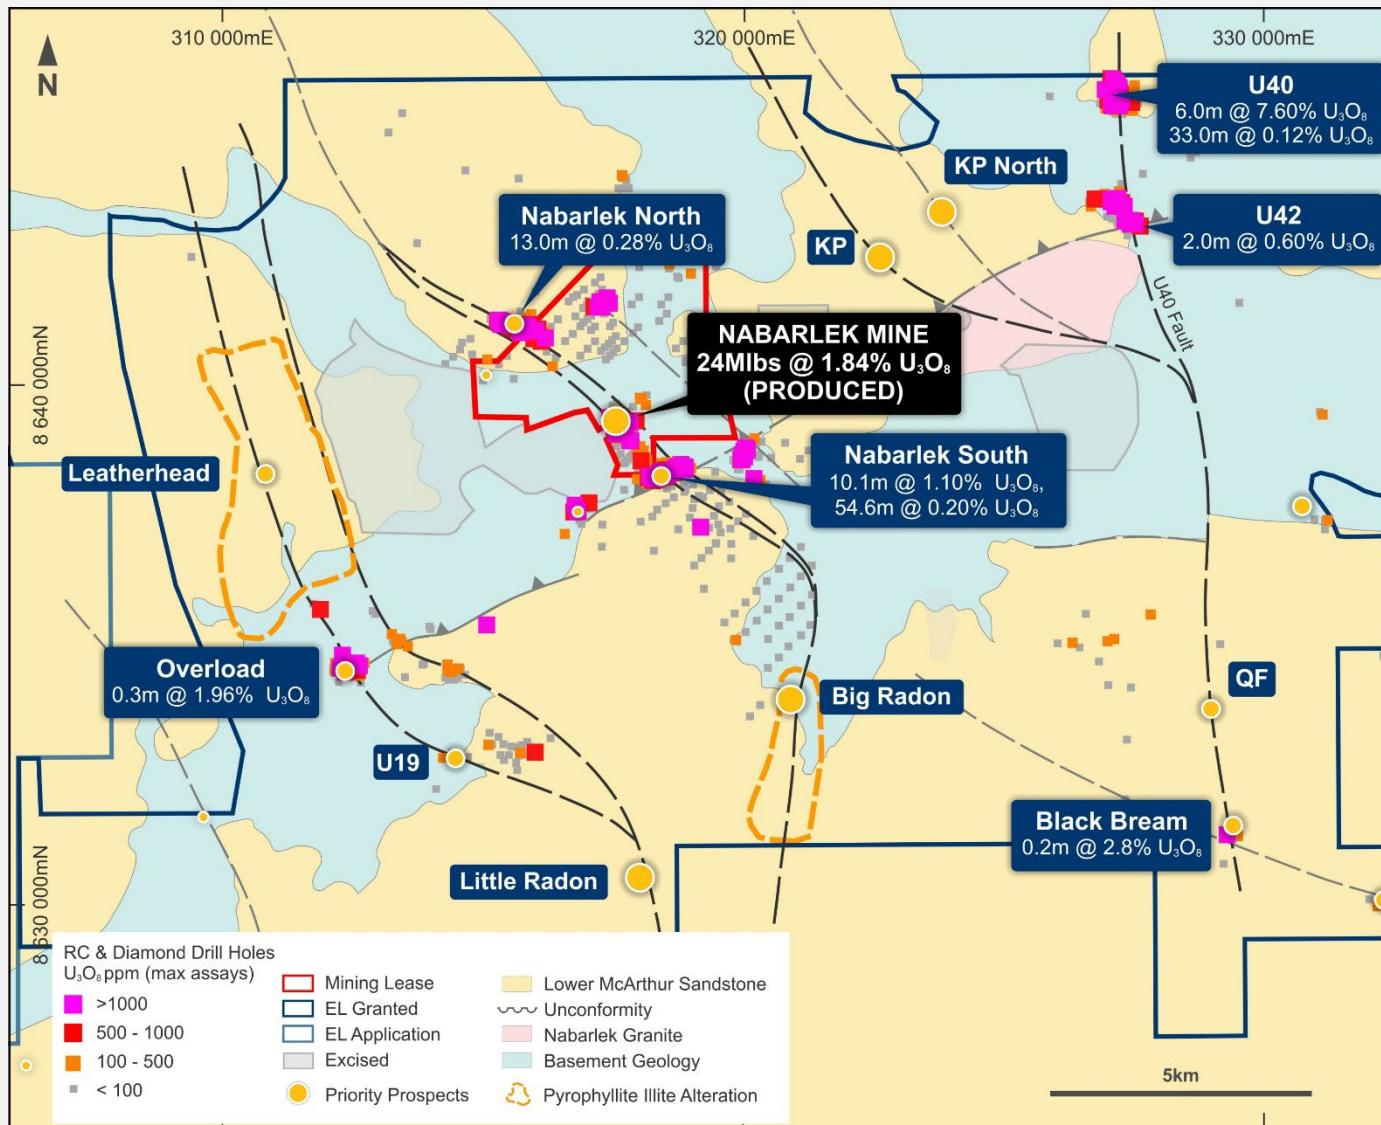 310 000mE
320 000mE
330 000mE
N
U40
6.0m @ 7.60% U₃O₈
33.0m @ 0.12% U₃O₈
KP North
Nabarlek North
13.0m @ 0.28% U₃O₈
U42
2.0m @ 0.60% U₃O₈
KP
U40 Fault
NABARLEK MINE
24Mlbs @ 1.84% U₃O₈
(PRODUCED)
8 640 000mN
Leatherhead
Nabarlek South
10.1m @ 1.10% U₃O₈,
54.6m @ 0.20% U₃O₈
Overload
0.3m @ 1.96% U₃O₈
Big Radon
QF
U19
Black Bream
0.2m @ 2.8% U₃O₈
Little Radon
8 630 000mN
RC & Diamond Drill Holes
U₃O₈ ppm (max assays)
>1000
500 - 1000
100 - 500
< 100
Mining Lease
EL Granted
EL Application
Excised
Priority Prospects
Lower McArthur Sandstone
Unconformity
Nabarlek Granite
Basement Geology
Pyrophyllite Illite Alteration
5km